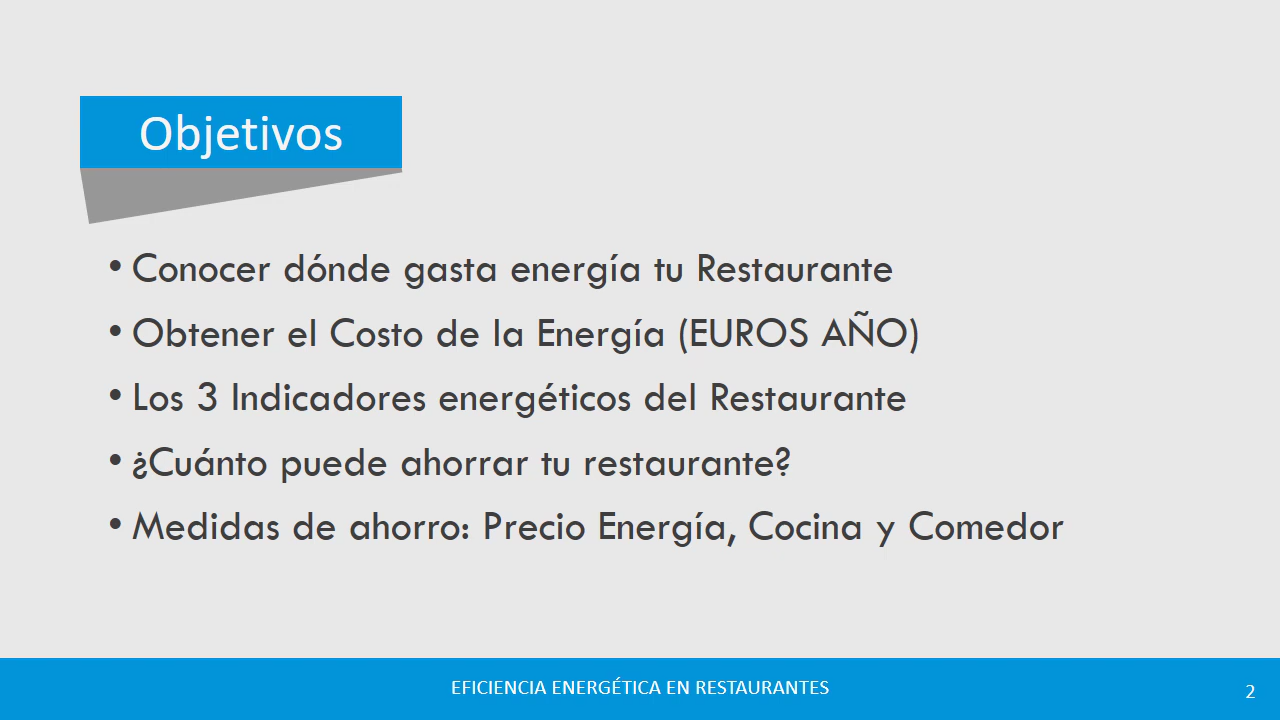 Objetivos
• Conocer dónde gasta energía tu Restaurante
• Obtener el Costo de la Energía (EUROS AÑO)
• Los 3 Indicadores energéticos del Restaurante
• ¿Cuánto puede ahorrar tu restaurante?
• Medidas de ahorro: Precio Energía, Cocina y Comedor
EFICIENCIA ENERGÉTICA EN RESTAURANTES
2